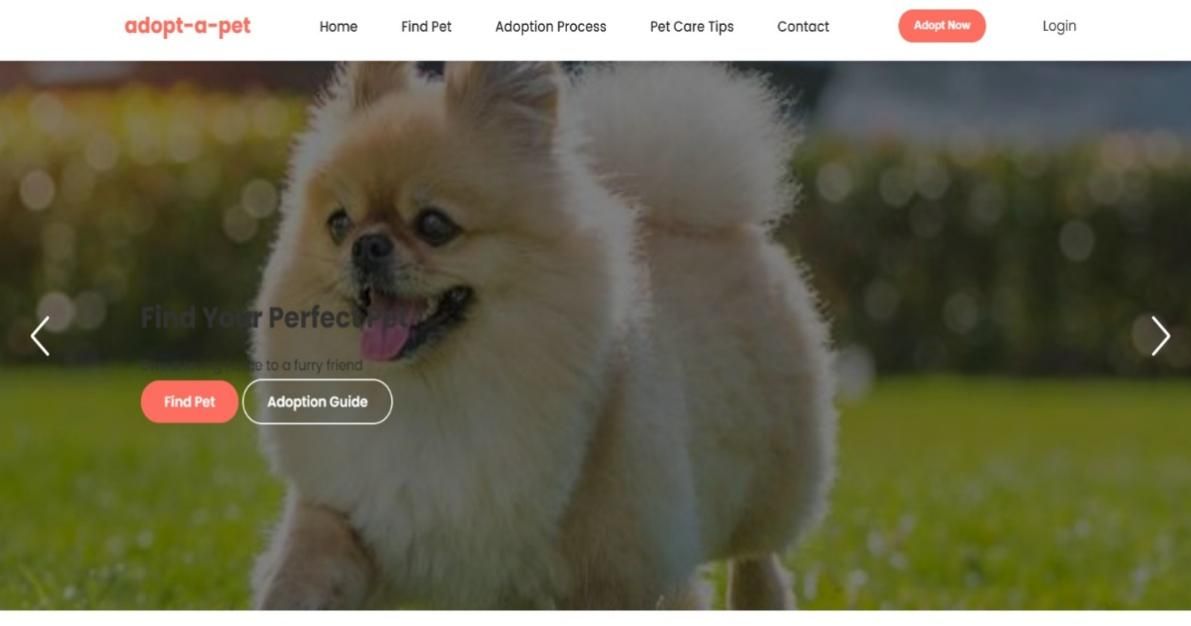 adopt-a-pet
Home
Find Pet
Adoption Process
Pet Care Tips
Contact
Adopt Now
Login
Find Your Perfect Pet
to a furry friend
Find Pet
Adoption Guide